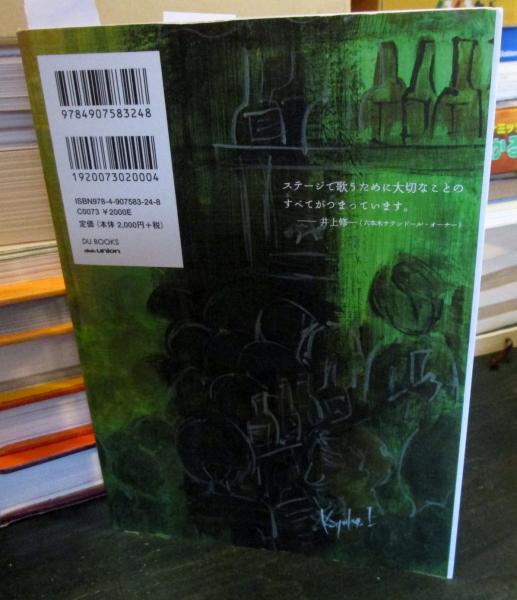 9784907583248
1920073020004
ISBN978-4-907583-24-8
C0073 ¥2000E
定価(本体 2,000円+税)
DU BOOKS
disk union
ステージで歌うために大切なことの
すべてがつまっています。
── 井上修一(六本木サテンドール・オーナー)